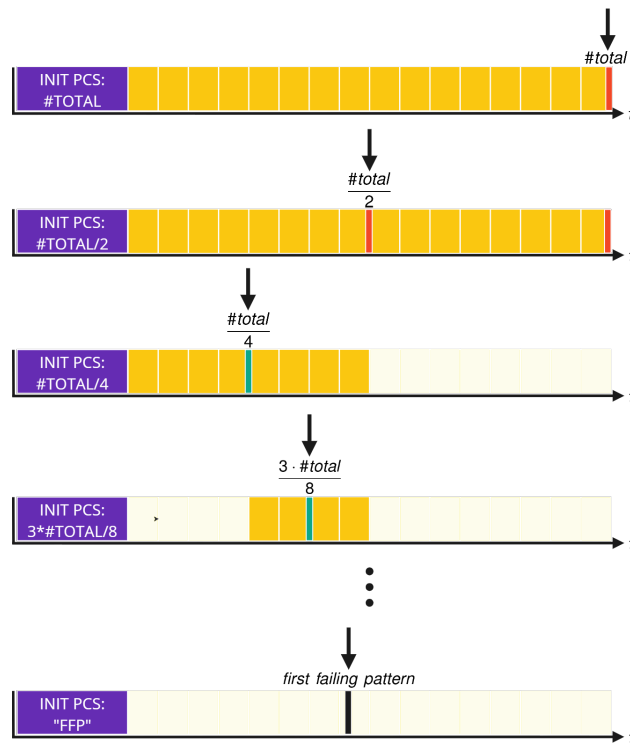 #total
INIT PCS:
#TOTAL
#total
2
INIT PCS:
#TOTAL/2
#total
4
INIT PCS:
#TOTAL/4
3 · #total
8
INIT PCS:
3*#TOTAL/8
first failing pattern
INIT PCS:
"FFP"